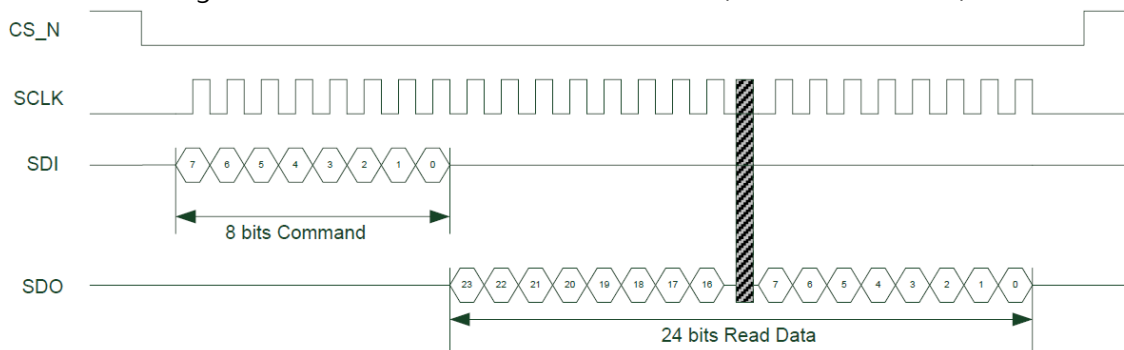 CS_N
SCLK
SDI
7 6 5 4 3 2 1 0
8 bits Command
SDO
23 22 21 20 19 18 17 16 7 6 5 4 3 2 1 0
24 bits Read Data